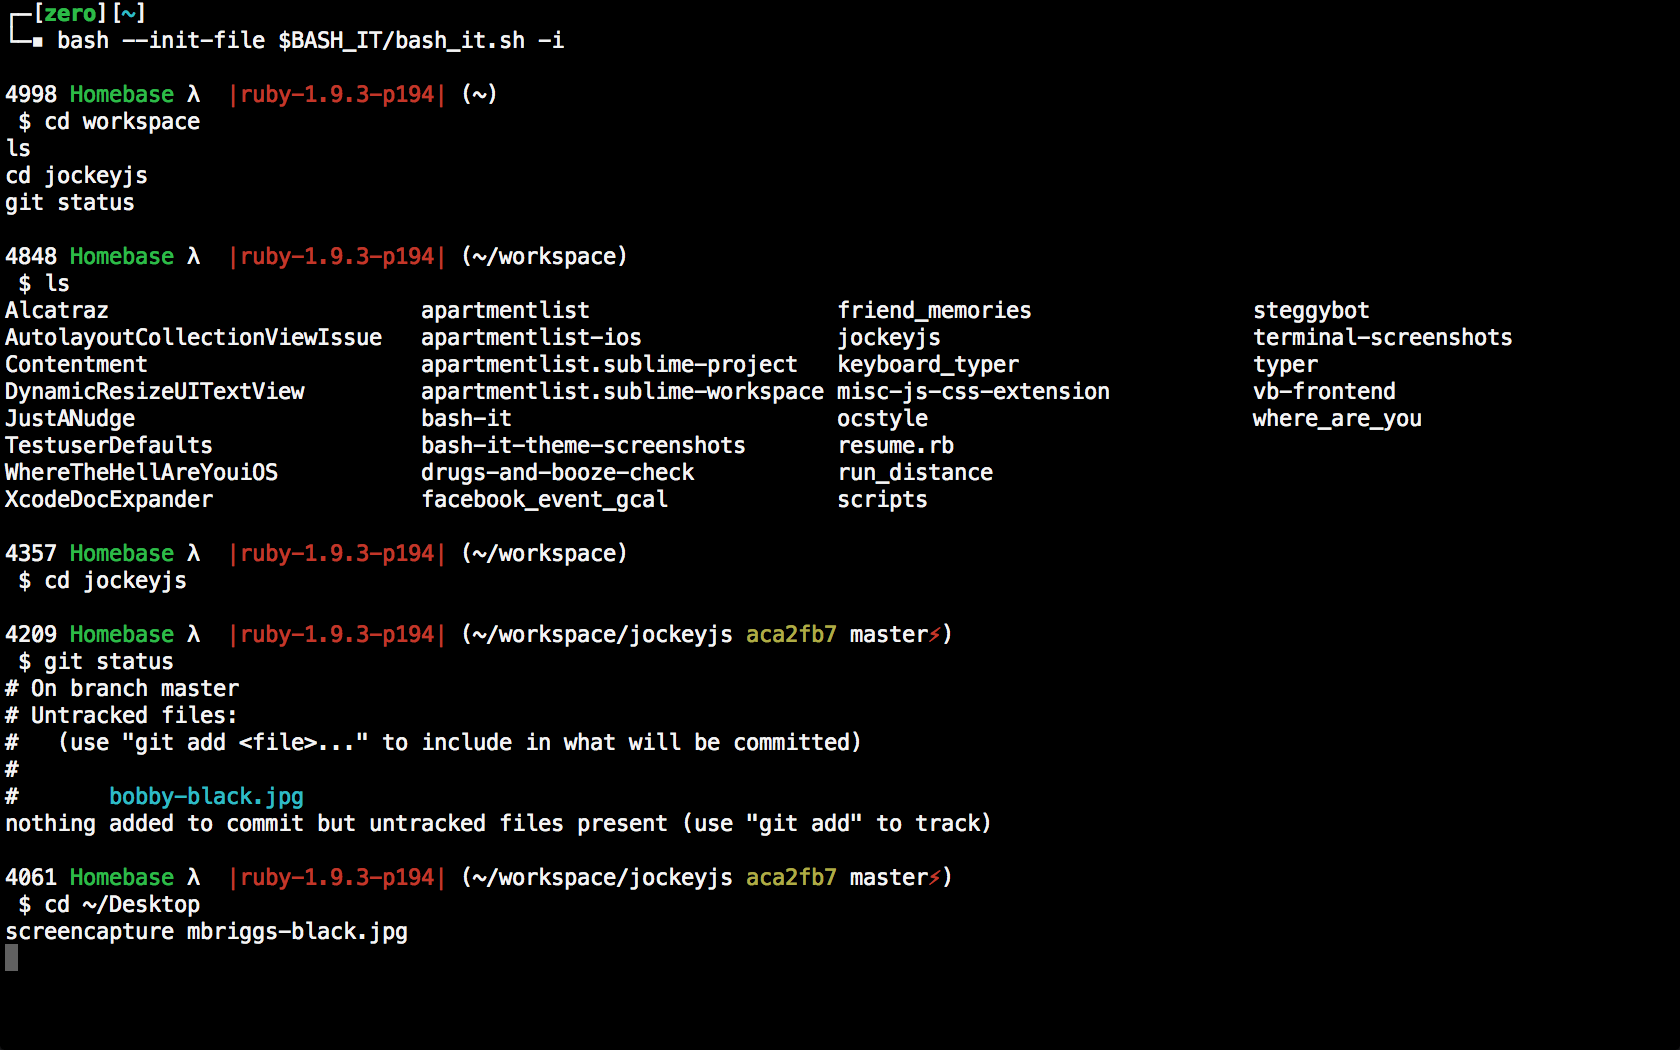 ┌─[zero][~]
└─▪ bash --init-file $BASH_IT/bash_it.sh -i

4998 Homebase λ  |ruby-1.9.3-p194| (~)
 $ cd workspace
ls
cd jockeyjs
git status

4848 Homebase λ  |ruby-1.9.3-p194| (~/workspace)
 $ ls
Alcatraz                        apartmentlist                   friend_memories                 steggybot
AutolayoutCollectionViewIssue   apartmentlist-ios               jockeyjs                        terminal-screenshots
Contentment                     apartmentlist.sublime-project   keyboard_typer                  typer
DynamicResizeUITextView         apartmentlist.sublime-workspace misc-js-css-extension           vb-frontend
JustANudge                      bash-it                         ocstyle                         where_are_you
TestuserDefaults                bash-it-theme-screenshots       resume.rb
WhereTheHellAreYouiOS           drugs-and-booze-check           run_distance
XcodeDocExpander                facebook_event_gcal             scripts

4357 Homebase λ  |ruby-1.9.3-p194| (~/workspace)
 $ cd jockeyjs

4209 Homebase λ  |ruby-1.9.3-p194| (~/workspace/jockeyjs aca2fb7 master⚡)
 $ git status
# On branch master
# Untracked files:
#   (use "git add <file>..." to include in what will be committed)
#
#       bobby-black.jpg
nothing added to commit but untracked files present (use "git add" to track)

4061 Homebase λ  |ruby-1.9.3-p194| (~/workspace/jockeyjs aca2fb7 master⚡)
 $ cd ~/Desktop
screencapture mbriggs-black.jpg